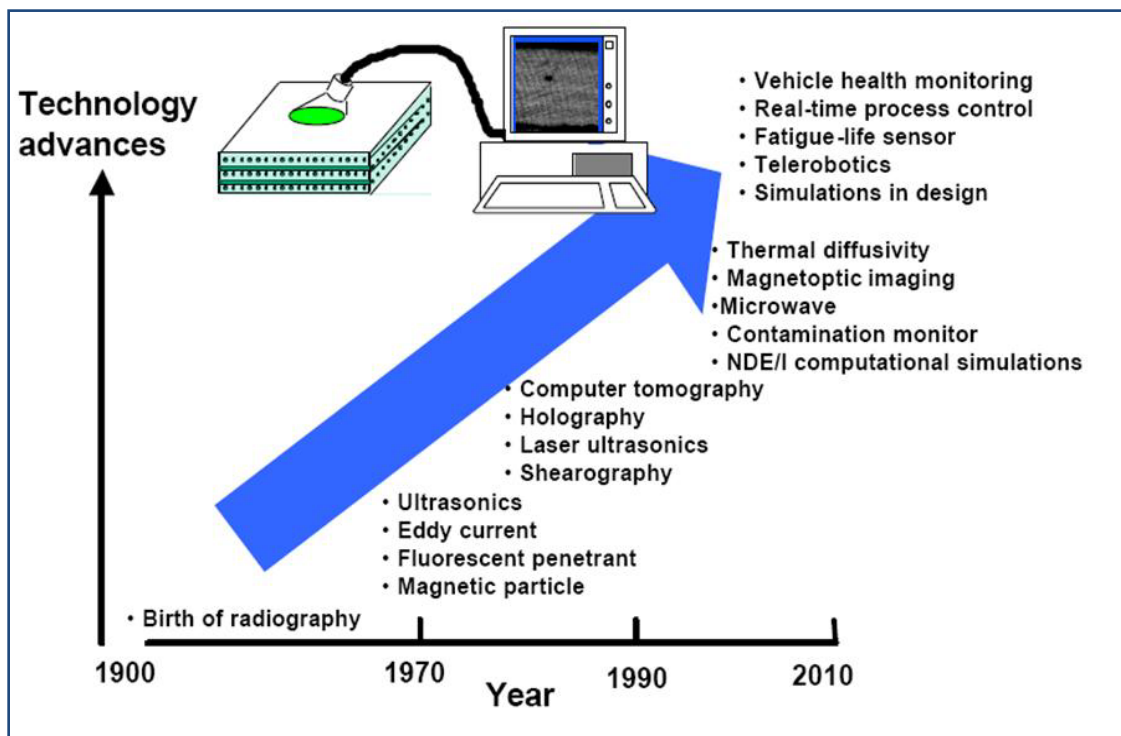 Technology
advances
• Vehicle health monitoring
• Real-time process control
• Fatigue-life sensor
• Telerobotics
• Simulations in design
• Thermal diffusivity
• Magnetoptic imaging
•Microwave
• Contamination monitor
• NDE/I computational simulations
• Computer tomography
• Holography
• Laser ultrasonics
• Shearography
• Ultrasonics
• Eddy current
• Fluorescent penetrant
• Magnetic particle
• Birth of radiography
1900
1970
1990
2010
Year